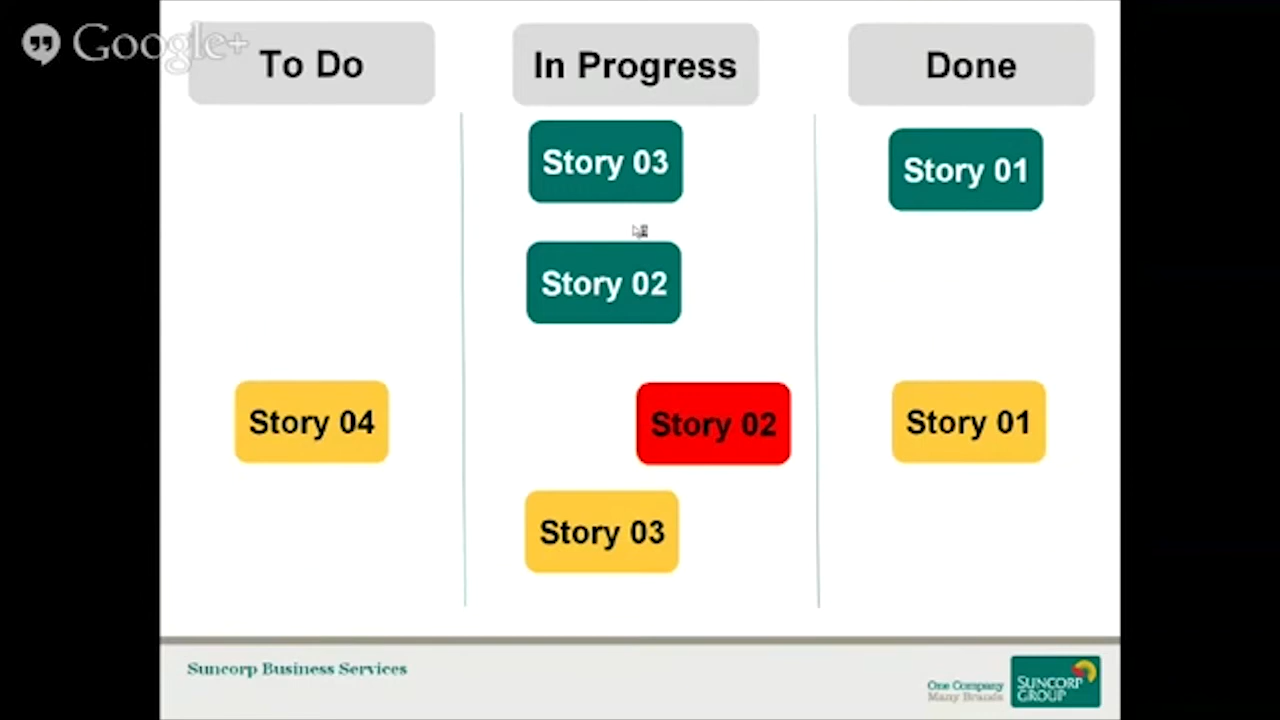 Google+
To Do
In Progress
Done
Story 03
Story 01
Story 02
Story 04
Story 02
Story 01
Story 03
Suncorp Business Services
One Company
Many Brands
SUNCORP
GROUP